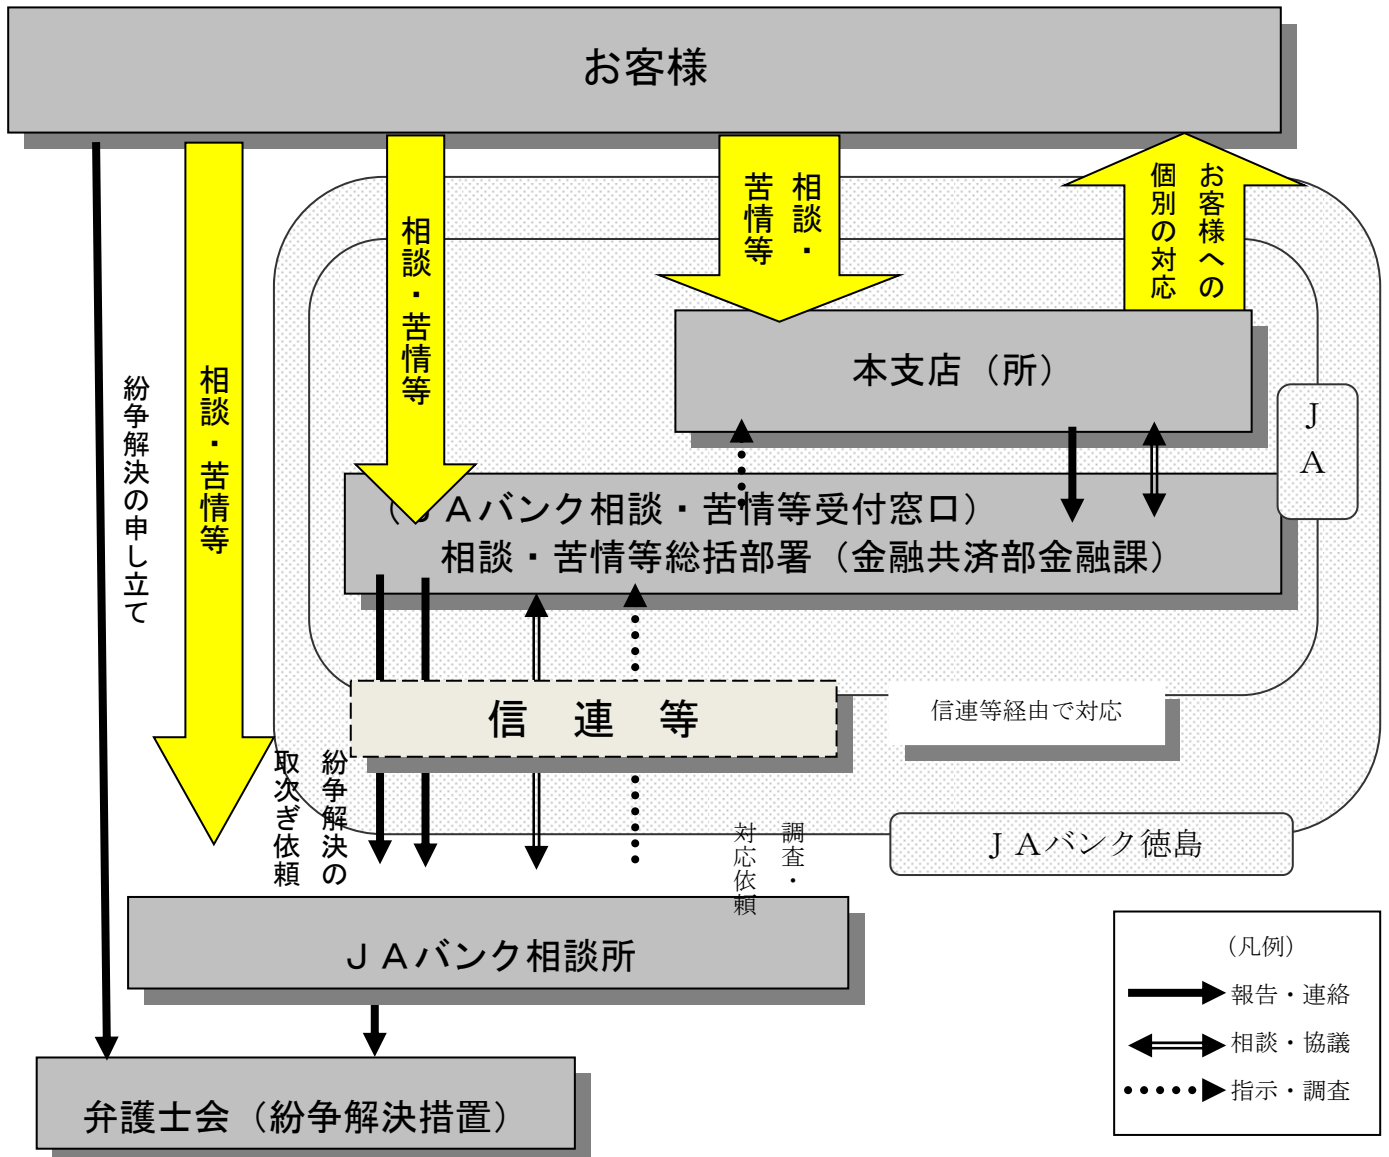 お客様
相談・
苦情等
お客様への
個別の対応
相談・苦情等
相談・苦情等
紛争解決の申し立て
本支店（所）
ＪＡ
（ＪＡバンク相談・苦情等受付窓口）
相談・苦情等総括部署（金融共済部金融課）
信　連　等
信連等経由で対応
紛争解決の
取次ぎ依頼
調査・
対応依頼
ＪＡバンク徳島
ＪＡバンク相談所
弁護士会（紛争解決措置）
（凡例）
報告・連絡
相談・協議
指示・調査